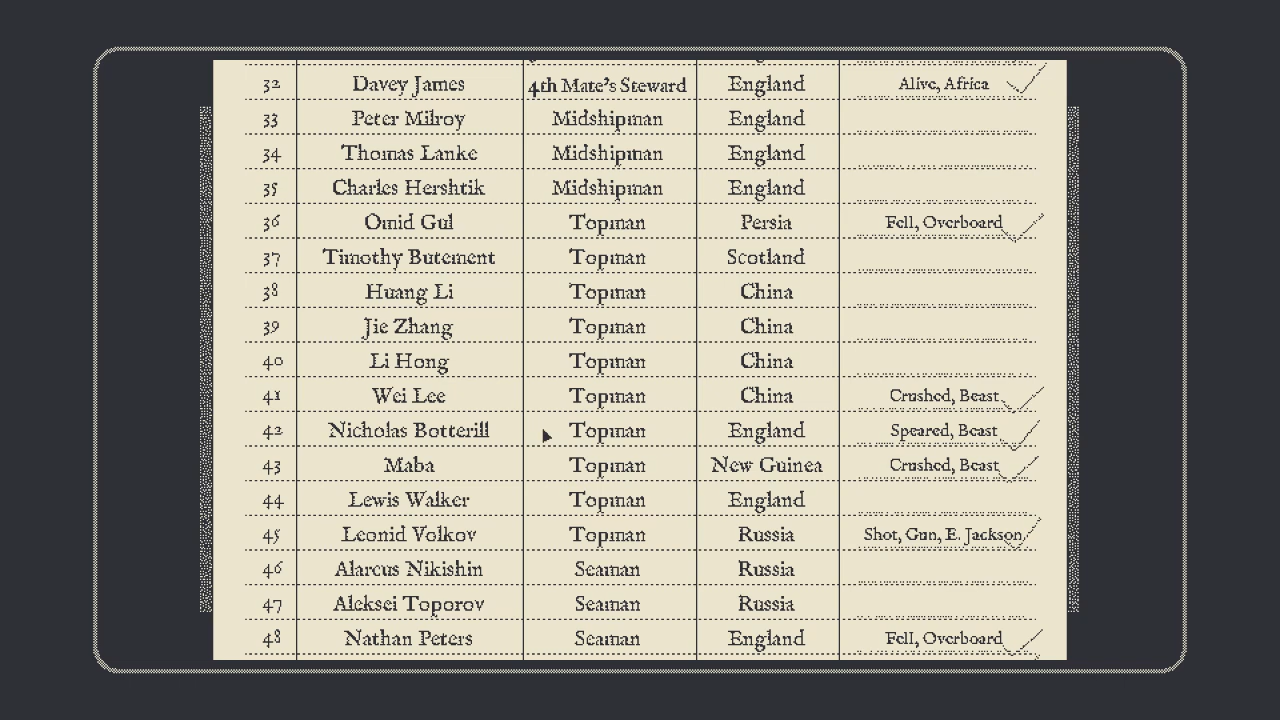 32 Davey James 4th Mate's Steward England Alive, Africa
33 Peter Milroy Midshipman England
34 Thomas Lanke Midshipman England
35 Charles Hershtik Midshipman England
36 Omid Gul Topman Persia Fell, Overboard
37 Timothy Butement Topman Scotland
38 Huang Li Topman China
39 Jie Zhang Topman China
40 Li Hong Topman China
41 Wei Lee Topman China Crushed, Beast
42 Nicholas Botterill Topman England Speared, Beast
43 Maba Topman New Guinea Crushed, Beast
44 Lewis Walker Topman England
45 Leonid Volkov Topman Russia Shot, Gun, E. Jackson
46 Alarcus Nikishin Seaman Russia
47 Aleksei Toporov Seaman Russia
48 Nathan Peters Seaman England Fell, Overboard